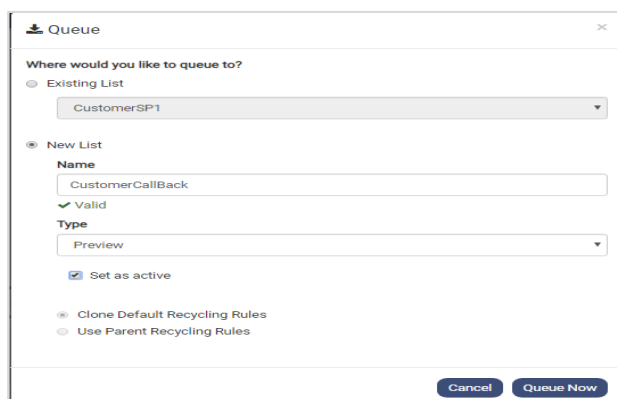 Queue
Where would you like to queue to?
Existing List
CustomerSP1
New List
Name
CustomerCallBack
Valid
Type
Preview
Set as active
Clone Default Recycling Rules
Use Parent Recycling Rules
Cancel Queue Now